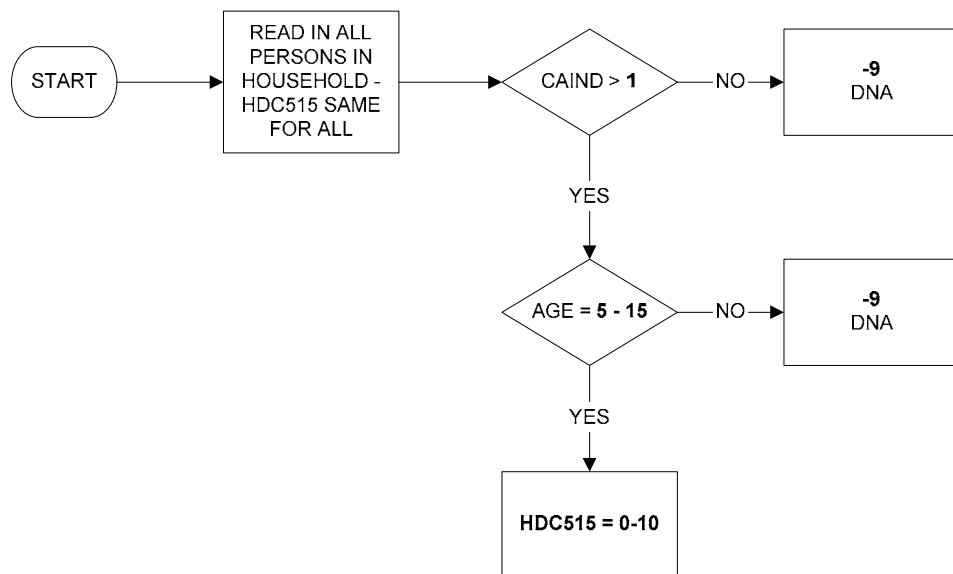 START
READ IN ALL
PERSONS IN
HOUSEHOLD -
HDC515 SAME
FOR ALL
CAIND > 1
NO
-9
DNA
YES
AGE = 5 - 15
NO
-9
DNA
YES
HDC515 = 0-10